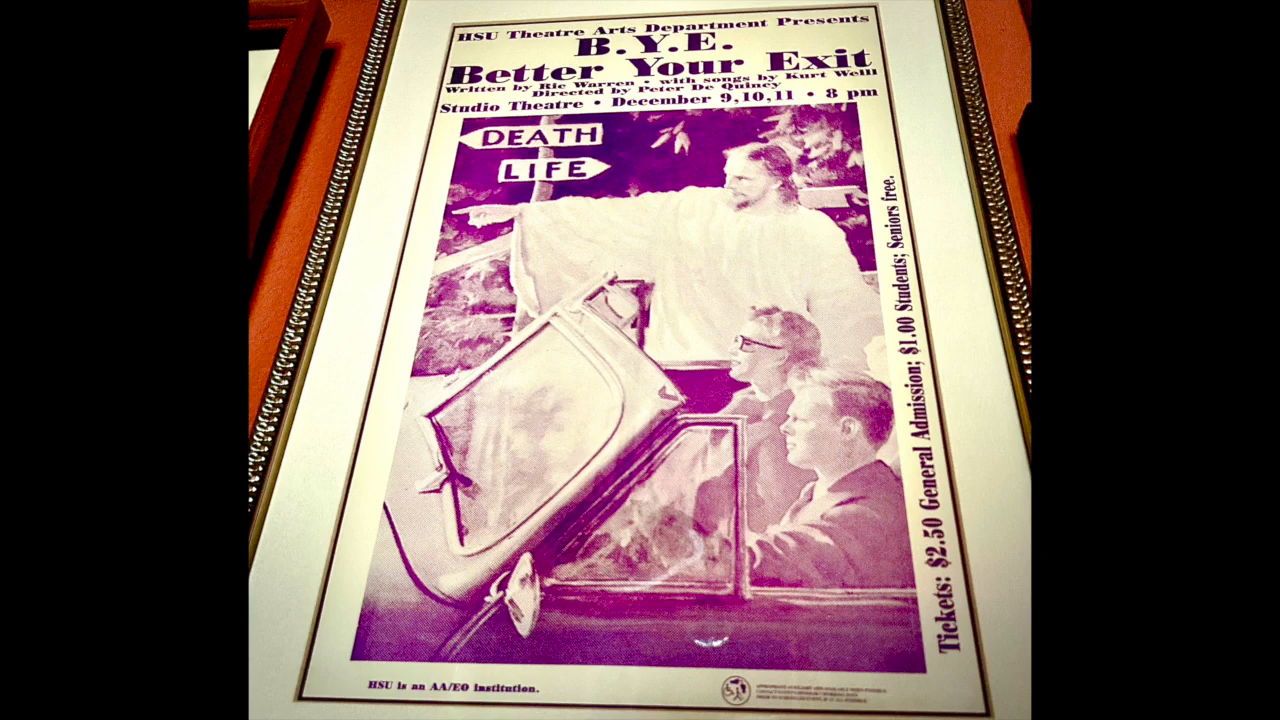 HSU Theatre Arts Department Presents
B.Y.E.
Better Your Exit
Written by Ric Warren • with songs by Kurt Weill
Directed by Peter De Quincy
Studio Theatre • December 9,10,11 • 8 pm
DEATH
LIFE
Tickets: $2.50 General Admission; $1.00 Students; Seniors free.
HSU is an AA/EO institution.